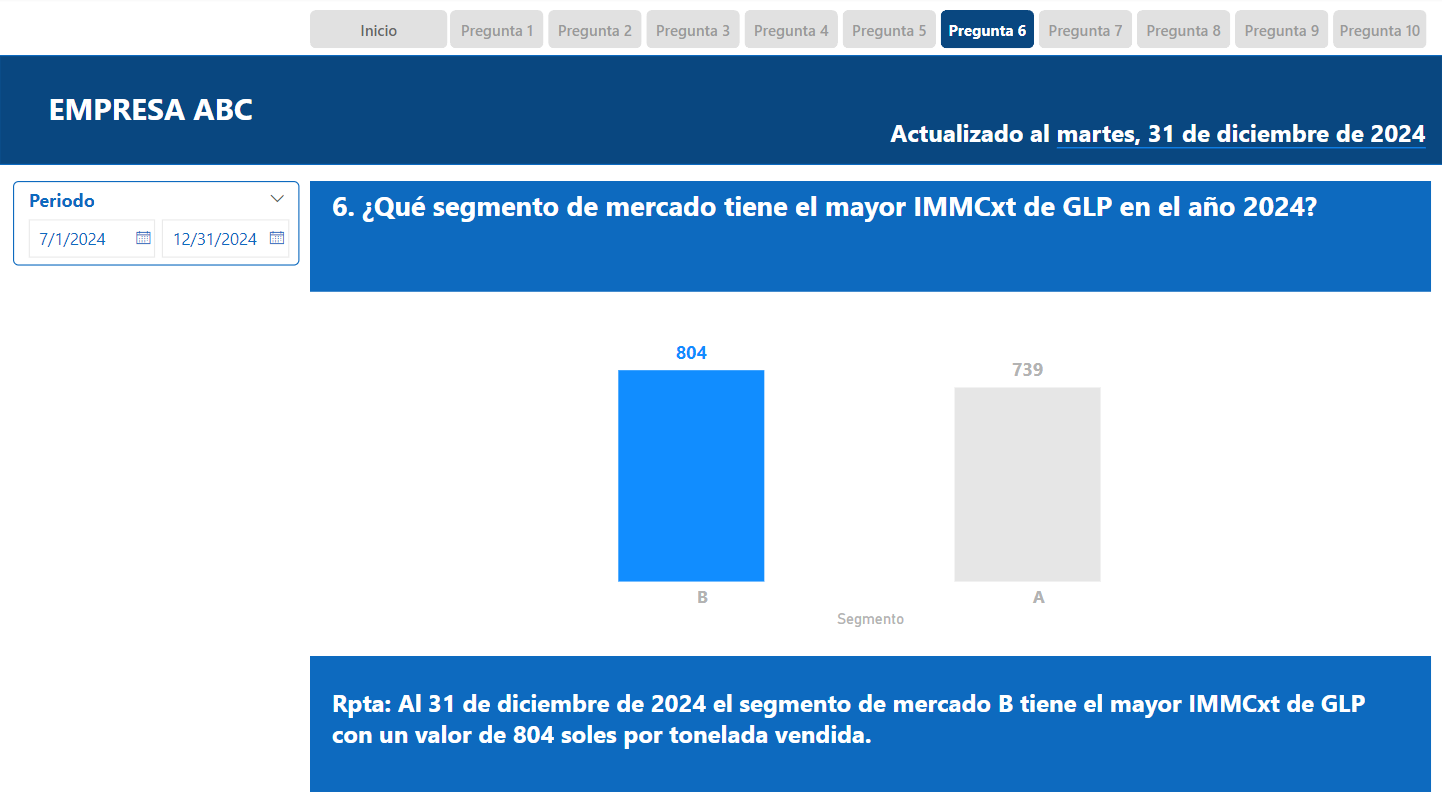 Inicio
Pregunta 1
Pregunta 2
Pregunta 3
Pregunta 4
Pregunta 5
Pregunta 6
Pregunta 7
Pregunta 8
Pregunta 9
Pregunta 10
EMPRESA ABC
Actualizado al martes, 31 de diciembre de 2024
Periodo
7/1/2024
12/31/2024
6. ¿Qué segmento de mercado tiene el mayor IMMCxt de GLP en el año 2024?
804
739
B
A
Segmento
Rpta: Al 31 de diciembre de 2024 el segmento de mercado B tiene el mayor IMMCxt de GLP
con un valor de 804 soles por tonelada vendida.